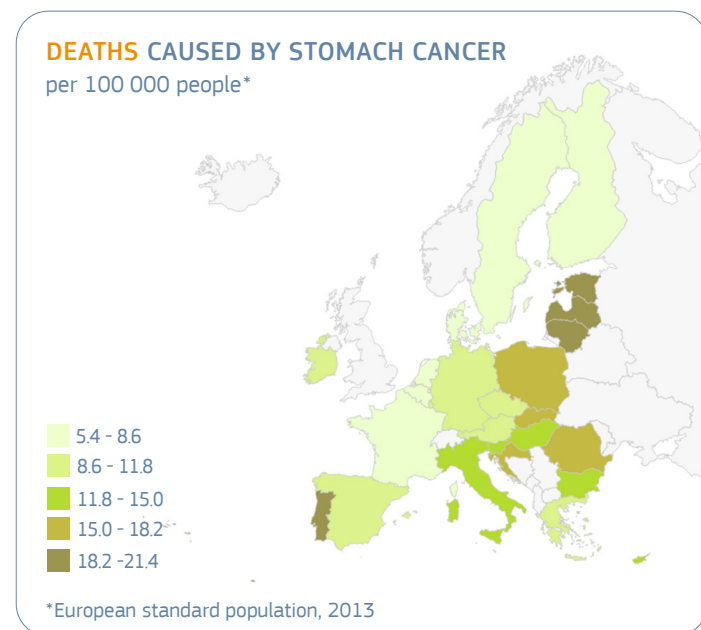 DEATHS CAUSED BY STOMACH CANCER
per 100 000 people*
5.4 - 8.6
8.6 - 11.8
11.8 - 15.0
15.0 - 18.2
18.2 -21.4
*European standard population, 2013